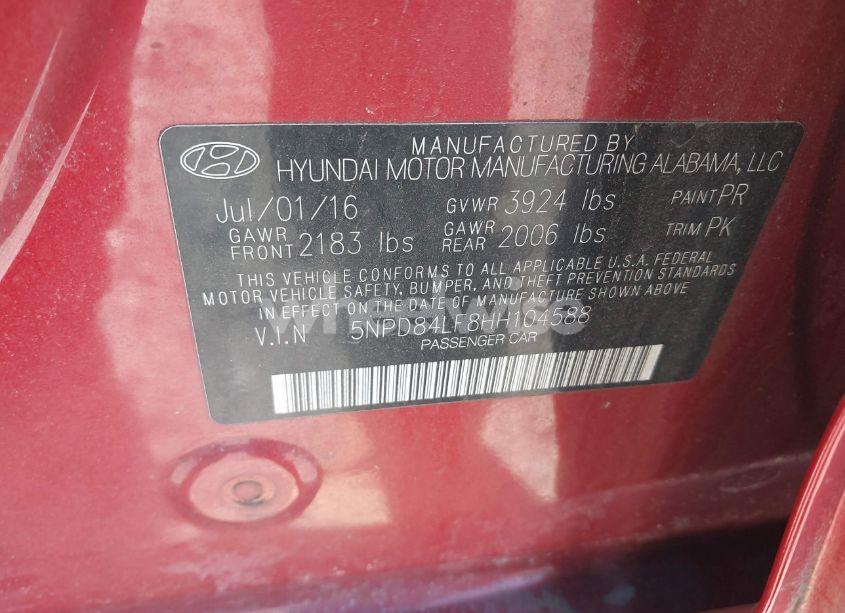 MANUFACTURED BY
HYUNDAI MOTOR MANUFACTURING ALABAMA, LLC
Jul/01/16 GVWR 3924 lbs PAINT PR
GAWR FRONT 2183 lbs GAWR REAR 2006 lbs TRIM PK
THIS VEHICLE CONFORMS TO ALL APPLICABLE U.S.A. FEDERAL
MOTOR VEHICLE SAFETY, BUMPER, AND THEFT PREVENTION STANDARDS
IN EFFECT ON THE DATE OF MANUFACTURE SHOWN ABOVE
V.I.N 5NPD84LF8HH104588
PASSENGER CAR